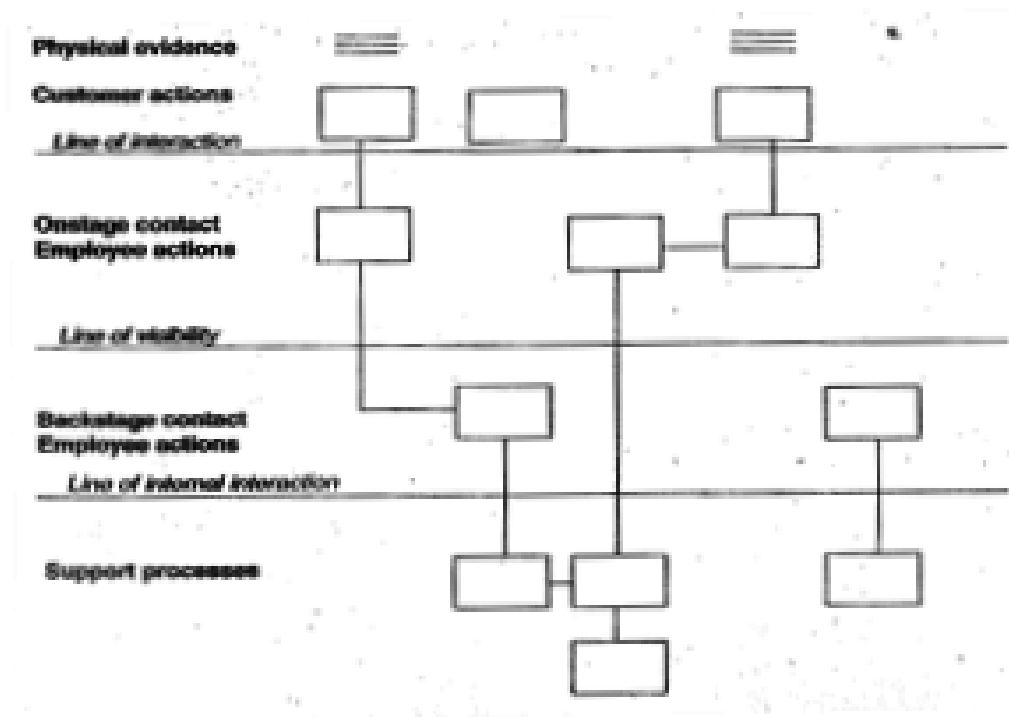 Physical evidence
Customer actions
Line of interaction
Onstage contact
Employee actions
Line of visibility
Backstage contact
Employee actions
Line of internal interaction
Support processes